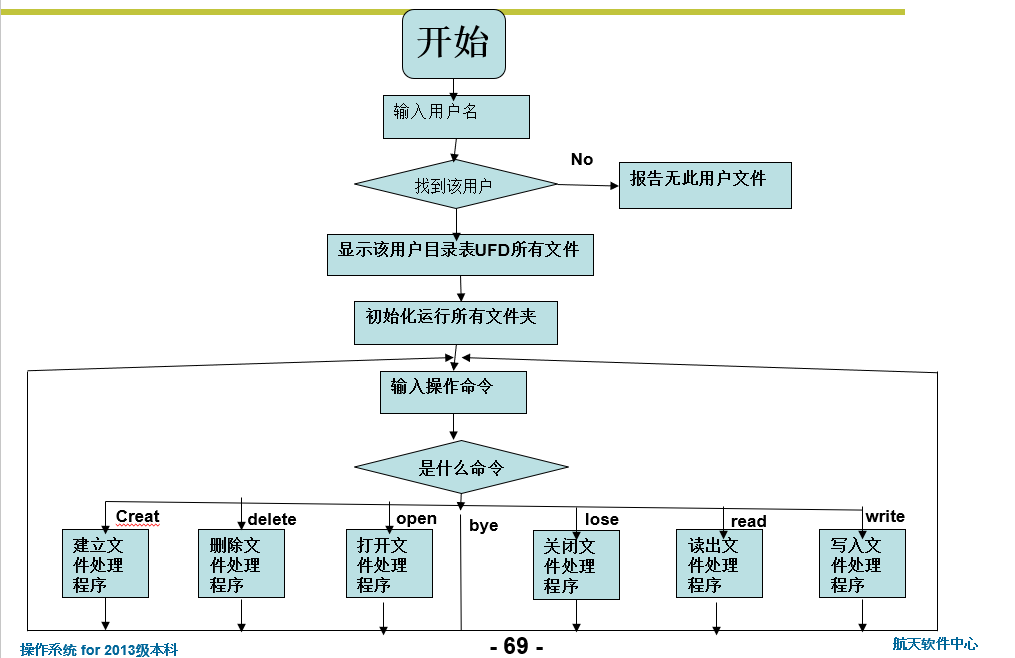 开始
输入用户名
No
找到该用户
报告无此用户文件
显示该用户目录表UFD所有文件
初始化运行所有文件夹
输入操作命令
是什么命令
Creat
delete
open
bye
lose
read
write
建立文
件处理
程序
删除文
件处理
程序
打开文
件处理
程序
关闭文
件处理
程序
读出文
件处理
程序
写入文
件处理
程序
操作系统 for 2013级本科
- 69 -
航天软件中心